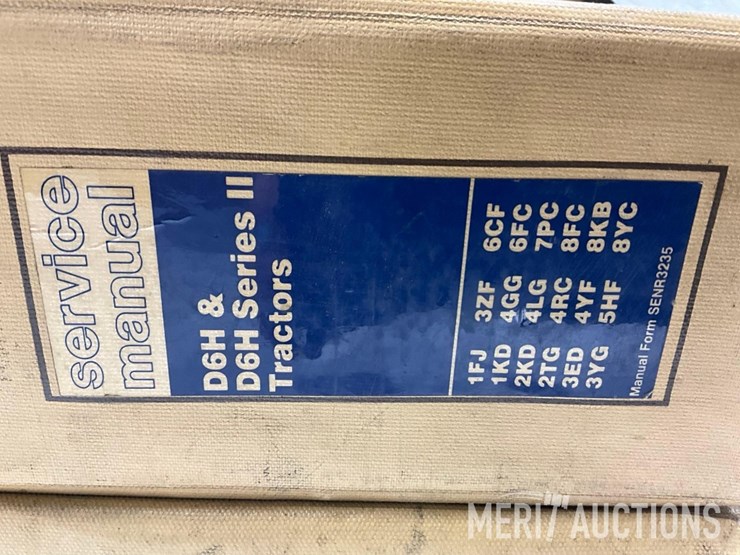 service
manual
D6H &
D6H Series II
Tractors
1FJ 3ZF 6CF
1KD 4GG 6FC
2KD 4LG 7PC
2TG 4RC 8FC
3ED 4YF 8KB
3YG 5HF 8YC
Manual Form SENR3235
MERIT AUCTIONS